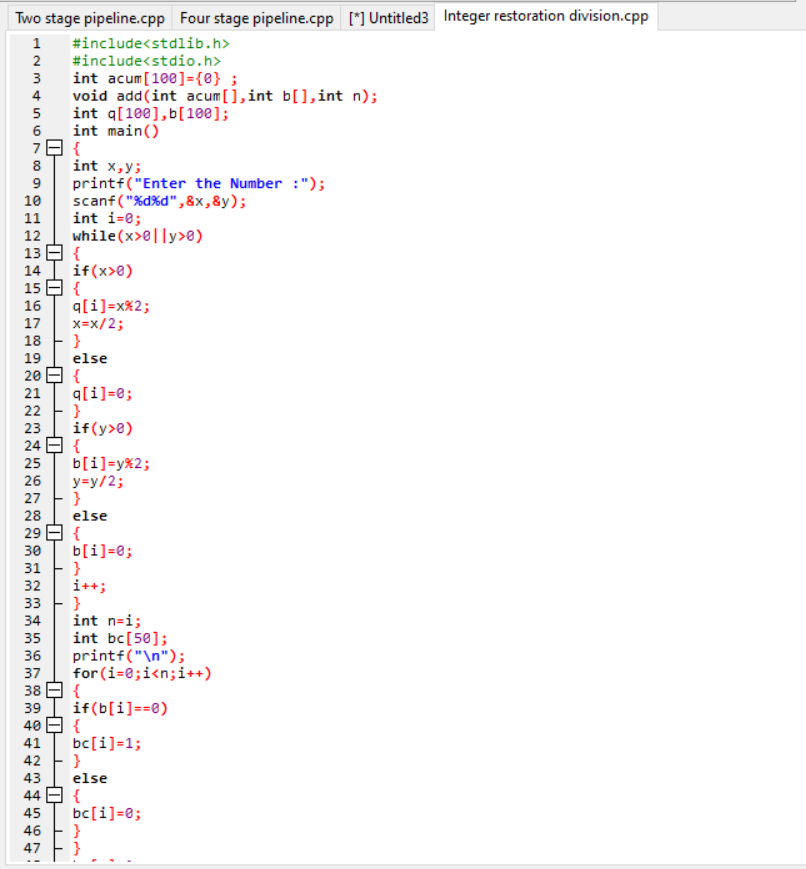 Two stage pipeline.cpp Four stage pipeline.cpp [*] Untitled3 Integer restoration division.cpp
1 #include<stdlib.h>
2 #include<stdio.h>
3 int acum[100]={0} ;
4 void add(int acum[],int b[],int n);
5 int q[100],b[100];
6 int main()
7 {
8 int x,y;
9 printf("Enter the Number :");
10 scanf("%d%d",&x,&y);
11 int i=0;
12 while(x>0||y>0)
13 {
14 if(x>0)
15 {
16 q[i]=x%2;
17 x=x/2;
18 }
19 else
20 {
21 q[i]=0;
22 }
23 if(y>0)
24 {
25 b[i]=y%2;
26 y=y/2;
27 }
28 else
29 {
30 b[i]=0;
31 }
32 i++;
33 }
34 int n=i;
35 int bc[50];
36 printf("\n");
37 for(i=0;i<n;i++)
38 {
39 if(b[i]==0)
40 {
41 bc[i]=1;
42 }
43 else
44 {
45 bc[i]=0;
46 }
47 }